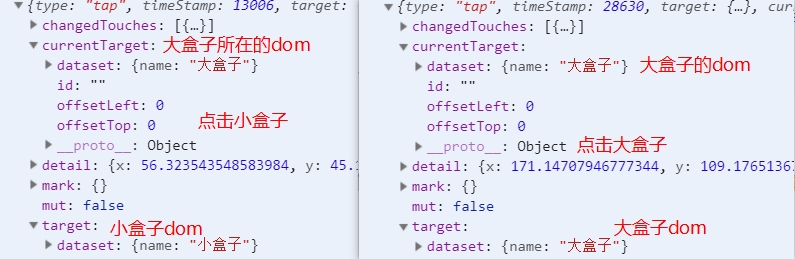 {type: "tap", timeStamp: 13006, target:
changedTouches: [{…}]
currentTarget: 大盒子所在的dom
dataset: {name: "大盒子"}
id: ""
offsetLeft: 0
offsetTop: 0 点击小盒子
__proto__: Object
detail: {x: 56.323543548583984, y: 45.
mark: {}
mut: false
target: 小盒子dom
dataset: {name: "小盒子"}
{type: "tap", timeStamp: 28630, target: {…}, cur
changedTouches: [{…}]
currentTarget:
dataset: {name: "大盒子"} 大盒子的dom
id: ""
offsetLeft: 0
offsetTop: 0
__proto__: Object 点击大盒子
detail: {x: 171.14707946777344, y: 109.1765136
mark: {}
mut: false
target: 大盒子dom
dataset: {name: "大盒子"}